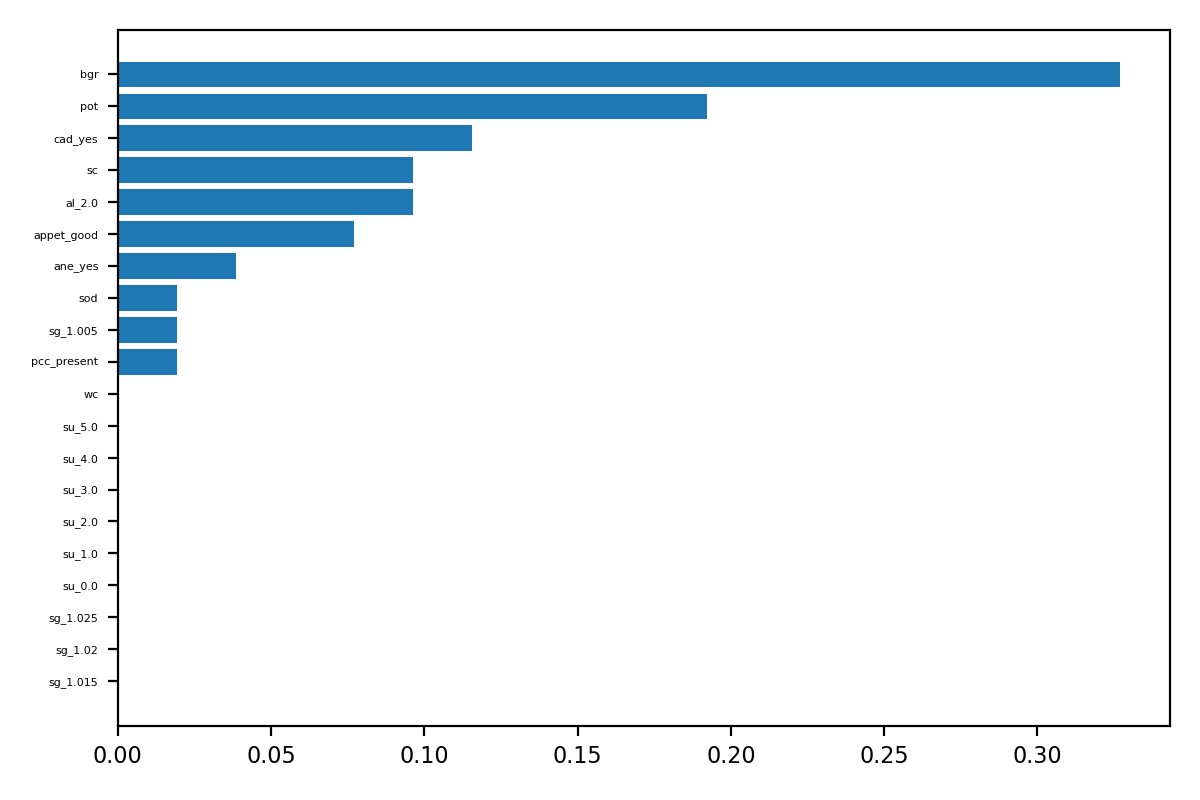 bgr
pot
cad_yes
sc
al_2.0
appet_good
ane_yes
sod
sg_1.005
pcc_present
wc
su_5.0
su_4.0
su_3.0
su_2.0
su_1.0
su_0.0
sg_1.025
sg_1.02
sg_1.015
0.00 0.05 0.10 0.15 0.20 0.25 0.30